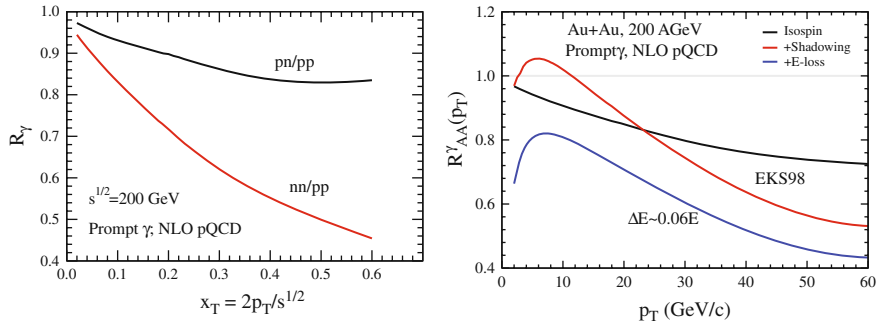 1.0
0.9
0.8
0.7
0.6
0.5
0.4
R_γ
pn/pp
nn/pp
s^{1/2}=200 GeV
Prompt γ, NLO pQCD
0.0 0.1 0.2 0.3 0.4 0.5 0.6
x_T = 2p_T/s^{1/2}
1.2
1.0
0.8
0.6
0.4
R^γ_{AA}(p_T)
Au+Au, 200 AGeV
Promptγ, NLO pQCD
Isospin
+Shadowing
+E-loss
EKS98
ΔE~0.06E
0 10 20 30 40 50 60
p_T (GeV/c)